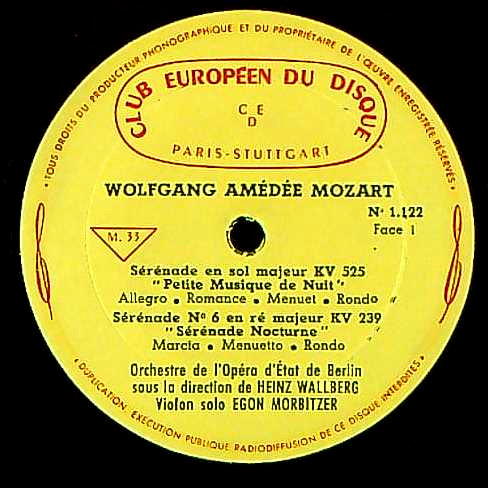 • TOUS DROITS DU PRODUCTEUR PHONOGRAPHIQUE ET DU PROPRIÉTAIRE DE L'ŒUVRE ENREGISTRÉE RÉSERVÉS •
CLUB EUROPÉEN DU DISQUE
C E
D
PARIS-STUTTGART
WOLFGANG AMÉDÉE MOZART
N° 1.122
Face 1
M. 33
Sérénade en sol majeur KV 525
"Petite Musique de Nuit"
Allegro • Romance • Menuet • Rondo
Sérénade N° 6 en ré majeur KV 239
"Sérénade Nocturne"
Marcia • Menuetto • Rondo
Orchestre de l'Opéra d'État de Berlin
sous la direction de HEINZ WALLBERG
Violon solo EGON MORBITZER
• DUPLICATION EXÉCUTION PUBLIQUE RADIODIFFUSION DE CE DISQUE INTERDITES •